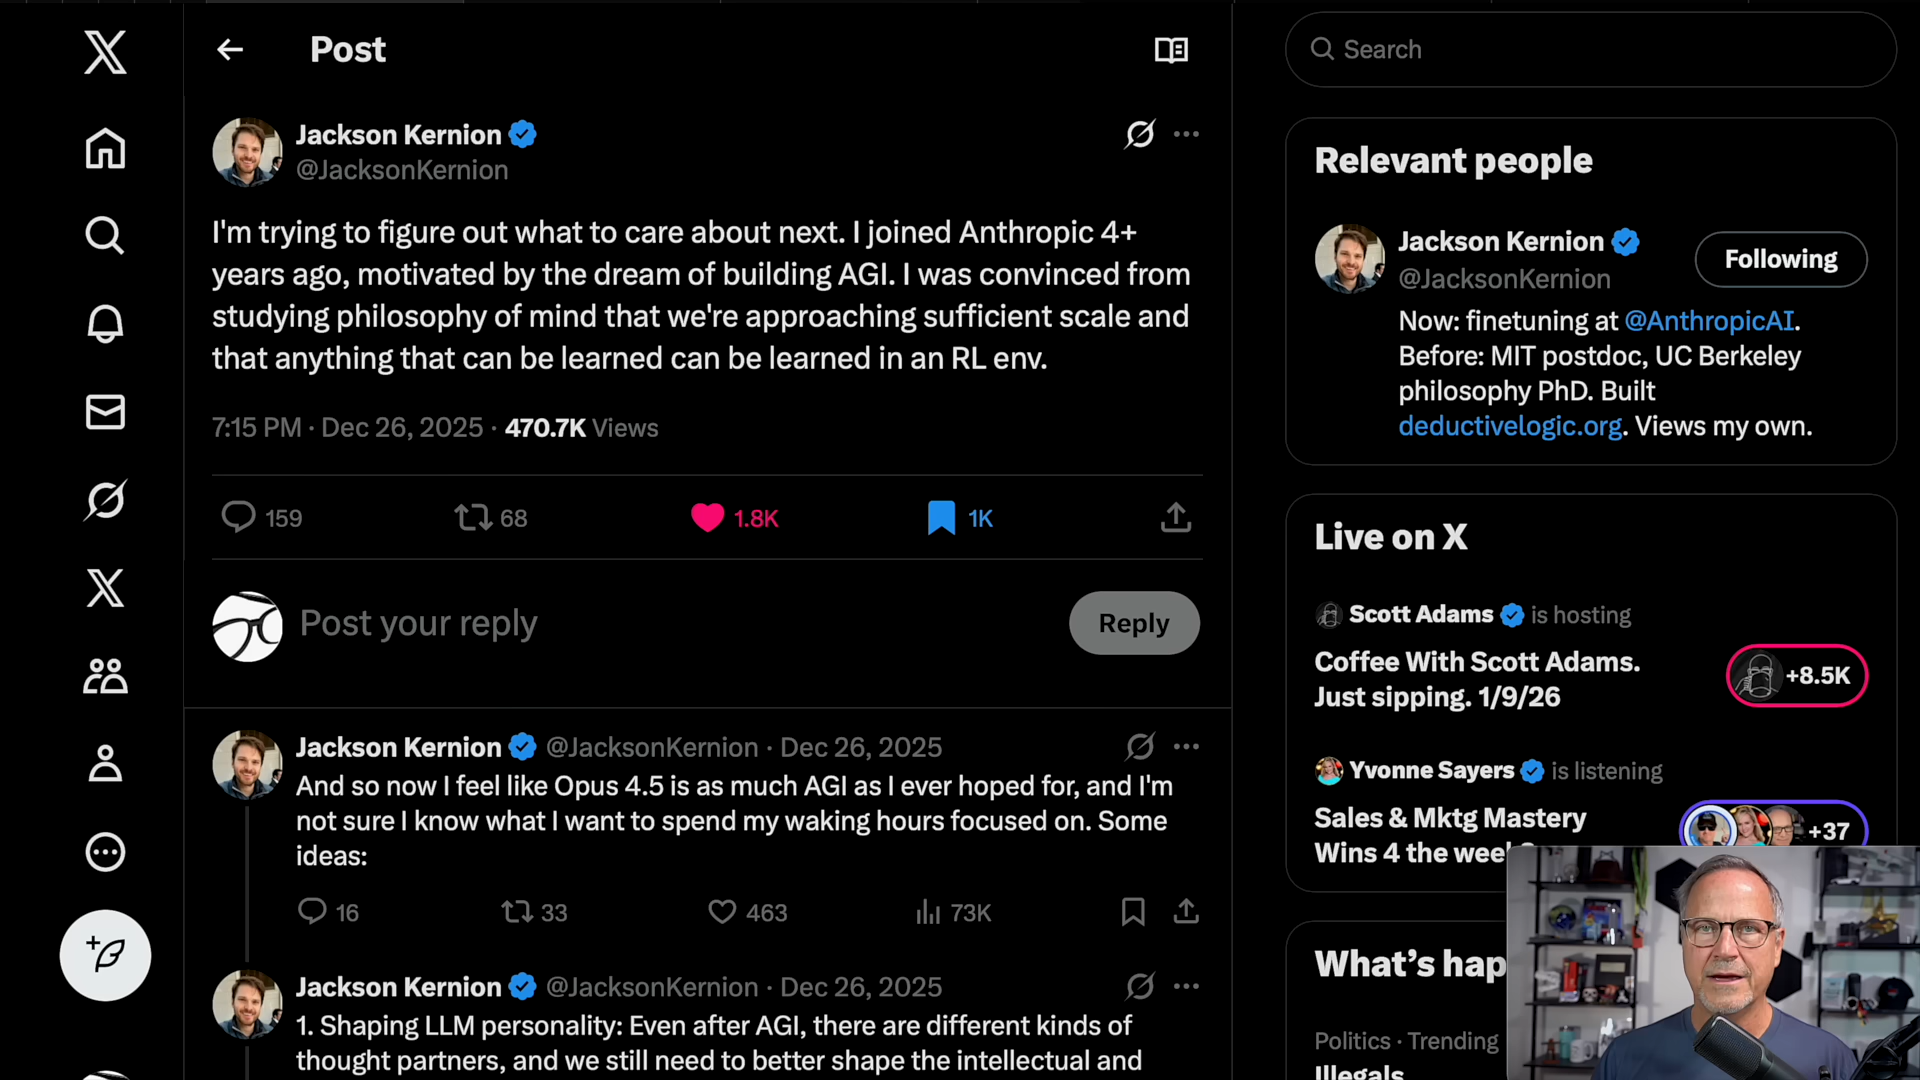 Post
Jackson Kernion
@JacksonKernion
I'm trying to figure out what to care about next. I joined Anthropic 4+
years ago, motivated by the dream of building AGI. I was convinced from
studying philosophy of mind that we're approaching sufficient scale and
that anything that can be learned can be learned in an RL env.
7:15 PM · Dec 26, 2025 · 470.7K Views
159 68 1.8K 1K
Post your reply
Reply
Jackson Kernion @JacksonKernion · Dec 26, 2025
And so now I feel like Opus 4.5 is as much AGI as I ever hoped for, and I'm
not sure I know what I want to spend my waking hours focused on. Some
ideas:
16 33 463 73K
Jackson Kernion @JacksonKernion · Dec 26, 2025
1. Shaping LLM personality: Even after AGI, there are different kinds of
thought partners, and we still need to better shape the intellectual and
Search
Relevant people
Jackson Kernion
@JacksonKernion
Following
Now: finetuning at @AnthropicAI.
Before: MIT postdoc, UC Berkeley
philosophy PhD. Built
deductivelogic.org. Views my own.
Live on X
Scott Adams is hosting
Coffee With Scott Adams.
Just sipping. 1/9/26
+8.5K
Yvonne Sayers is listening
Sales & Mktg Mastery
Wins 4 the
+37
What's hap
Politics · Trending
Illegals